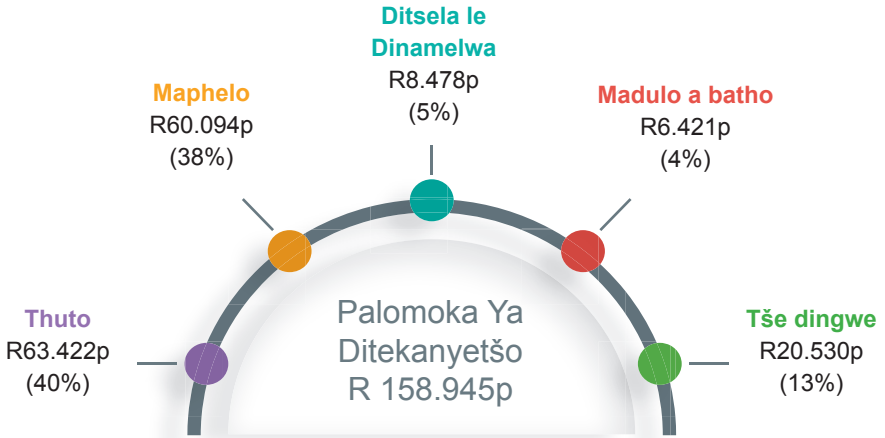 Ditsela le
Dinamelwa
R8.478p
(5%)
Maphelo
R60.094p
(38%)
Madulo a batho
R6.421p
(4%)
Thuto
R63.422p
(40%)
Palomoka Ya
Ditekanyetšo
R 158.945p
Tše dingwe
R20.530p
(13%)